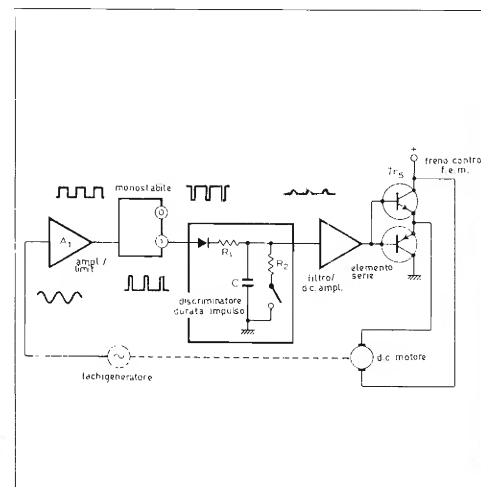 +
Tr5
freno contro
f.e.m.
monostabile
0
1
A1
ampl/
limit
R1
C
R2
discriminatore
durata impulso
filtro/
d.c. ampl.
elemento
serie
~
d.c. motore
tachigeneratore